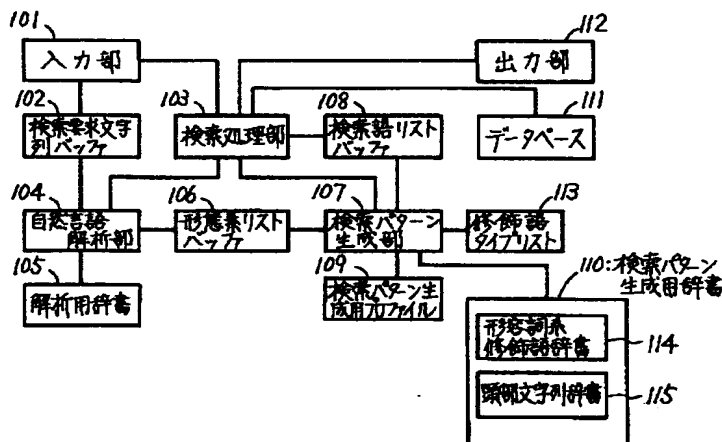 101
入力部
112
出力部
102
検索要求文字
列バッファ
103
検索処理部
108
検索語リスト
バッファ
111
データベース
104
自然言語
解析部
106
形態素リスト
バッファ
107
検索パターン
生成部
113
修飾語
タイプリスト
105
解析用辞書
109
検索パターン生
成用プロファイル
110:検索パターン
生成用辞書
形容詞系
修飾語辞書
114
頭部文字列辞書
115